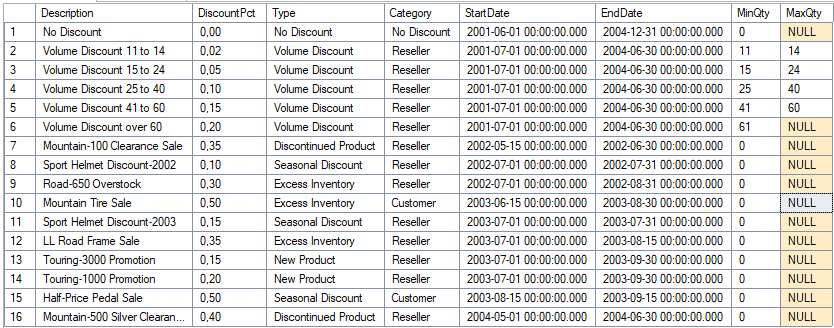 Description DiscountPct Type Category StartDate EndDate MinQty MaxQty
1 No Discount 0,00 No Discount No Discount 2001-06-01 00:00:00.000 2004-12-31 00:00:00.000 0 NULL
2 Volume Discount 11 to 14 0,02 Volume Discount Reseller 2001-07-01 00:00:00.000 2004-06-30 00:00:00.000 11 14
3 Volume Discount 15 to 24 0,05 Volume Discount Reseller 2001-07-01 00:00:00.000 2004-06-30 00:00:00.000 15 24
4 Volume Discount 25 to 40 0,10 Volume Discount Reseller 2001-07-01 00:00:00.000 2004-06-30 00:00:00.000 25 40
5 Volume Discount 41 to 60 0,15 Volume Discount Reseller 2001-07-01 00:00:00.000 2004-06-30 00:00:00.000 41 60
6 Volume Discount over 60 0,20 Volume Discount Reseller 2001-07-01 00:00:00.000 2004-06-30 00:00:00.000 61 NULL
7 Mountain-100 Clearance Sale 0,35 Discontinued Product Reseller 2002-05-15 00:00:00.000 2002-06-30 00:00:00.000 0 NULL
8 Sport Helmet Discount-2002 0,10 Seasonal Discount Reseller 2002-07-01 00:00:00.000 2002-07-31 00:00:00.000 0 NULL
9 Road-650 Overstock 0,30 Excess Inventory Reseller 2002-07-01 00:00:00.000 2002-08-31 00:00:00.000 0 NULL
10 Mountain Tire Sale 0,50 Excess Inventory Customer 2003-06-15 00:00:00.000 2003-08-30 00:00:00.000 0 NULL
11 Sport Helmet Discount-2003 0,15 Seasonal Discount Reseller 2003-07-01 00:00:00.000 2003-07-31 00:00:00.000 0 NULL
12 LL Road Frame Sale 0,35 Excess Inventory Reseller 2003-07-01 00:00:00.000 2003-08-15 00:00:00.000 0 NULL
13 Touring-3000 Promotion 0,15 New Product Reseller 2003-07-01 00:00:00.000 2003-09-30 00:00:00.000 0 NULL
14 Touring-1000 Promotion 0,20 New Product Reseller 2003-07-01 00:00:00.000 2003-09-30 00:00:00.000 0 NULL
15 Half-Price Pedal Sale 0,50 Seasonal Discount Customer 2003-08-15 00:00:00.000 2003-09-15 00:00:00.000 0 NULL
16 Mountain-500 Silver Clearan... 0,40 Discontinued Product Reseller 2004-05-01 00:00:00.000 2004-06-30 00:00:00.000 0 NULL